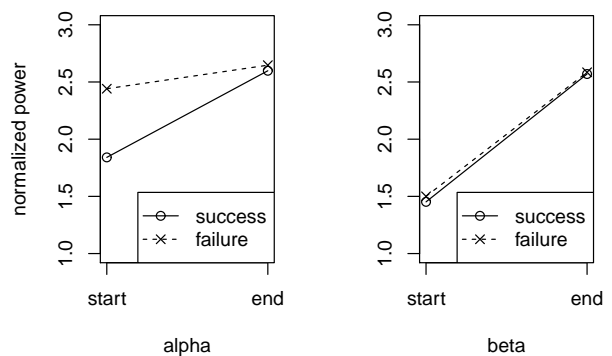 normalized power
3.0
2.5
2.0
1.5
1.0
success
failure
start
end
alpha
3.0
2.5
2.0
1.5
1.0
success
failure
start
end
beta